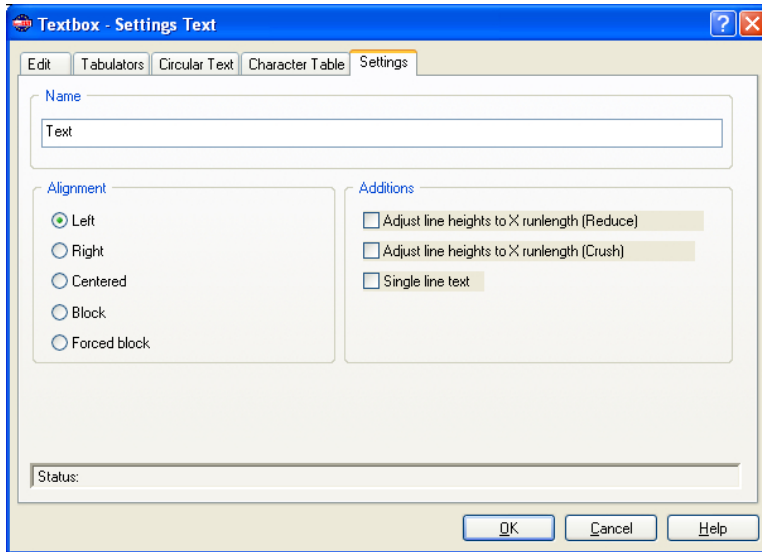 Textbox - Settings Text
?
X
Edit Tabulators Circular Text Character Table Settings
Name
Text
Alignment
Left
Right
Centered
Block
Forced block
Additions
Adjust line heights to X runlength (Reduce)
Adjust line heights to X runlength (Crush)
Single line text
Status:
OK Cancel Help